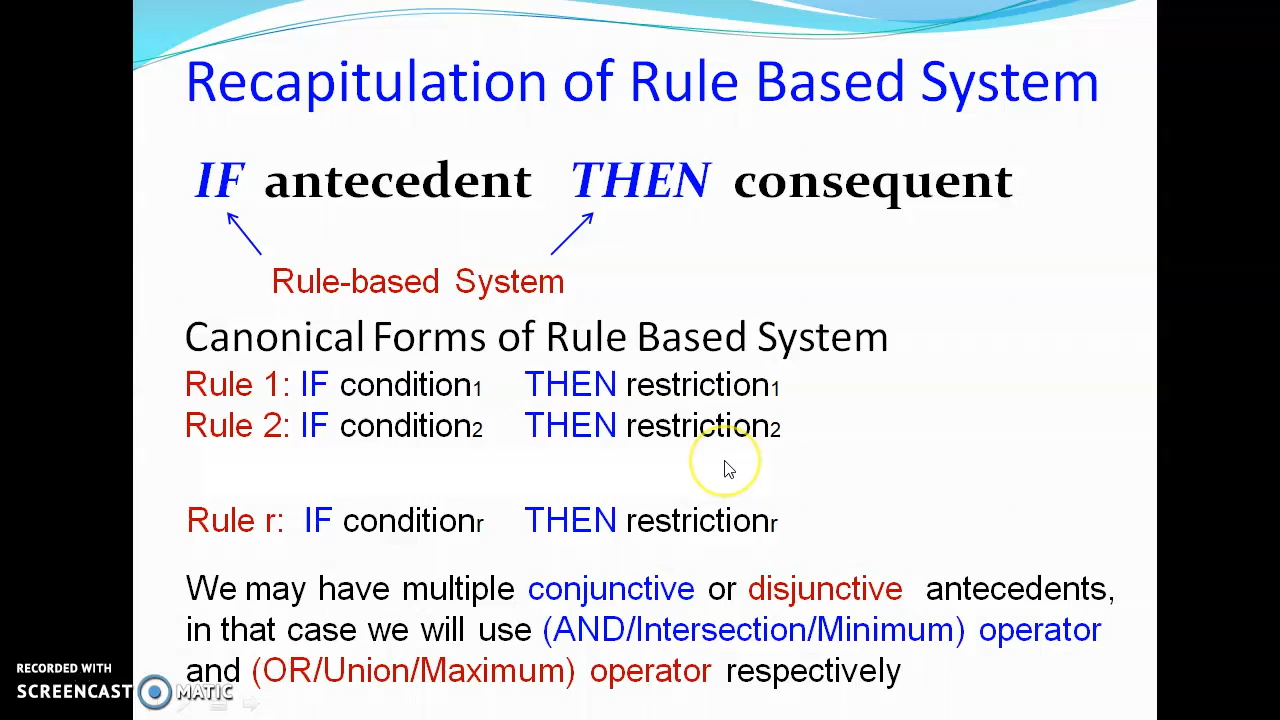 Recapitulation of Rule Based System
IF antecedent THEN consequent
Rule-based System
Canonical Forms of Rule Based System
Rule 1: IF condition1 THEN restriction1
Rule 2: IF condition2 THEN restriction2
Rule r: IF conditionr THEN restrictionr
We may have multiple conjunctive or disjunctive antecedents,
in that case we will use (AND/Intersection/Minimum) operator
and (OR/Union/Maximum) operator respectively
RECORDED WITH
SCREENCAST MATIC